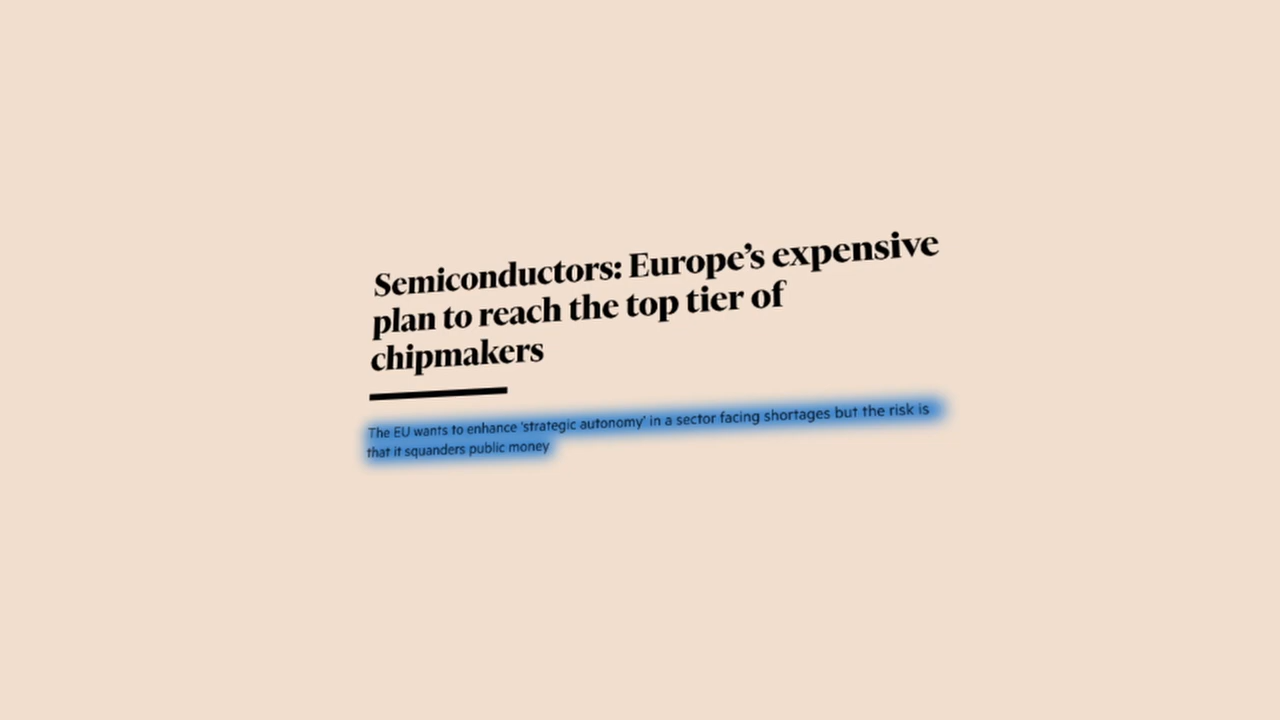 Semiconductors: Europe’s expensive
plan to reach the top tier of
chipmakers
The EU wants to enhance ‘strategic autonomy’ in a sector facing shortages but the risk is
that it squanders public money